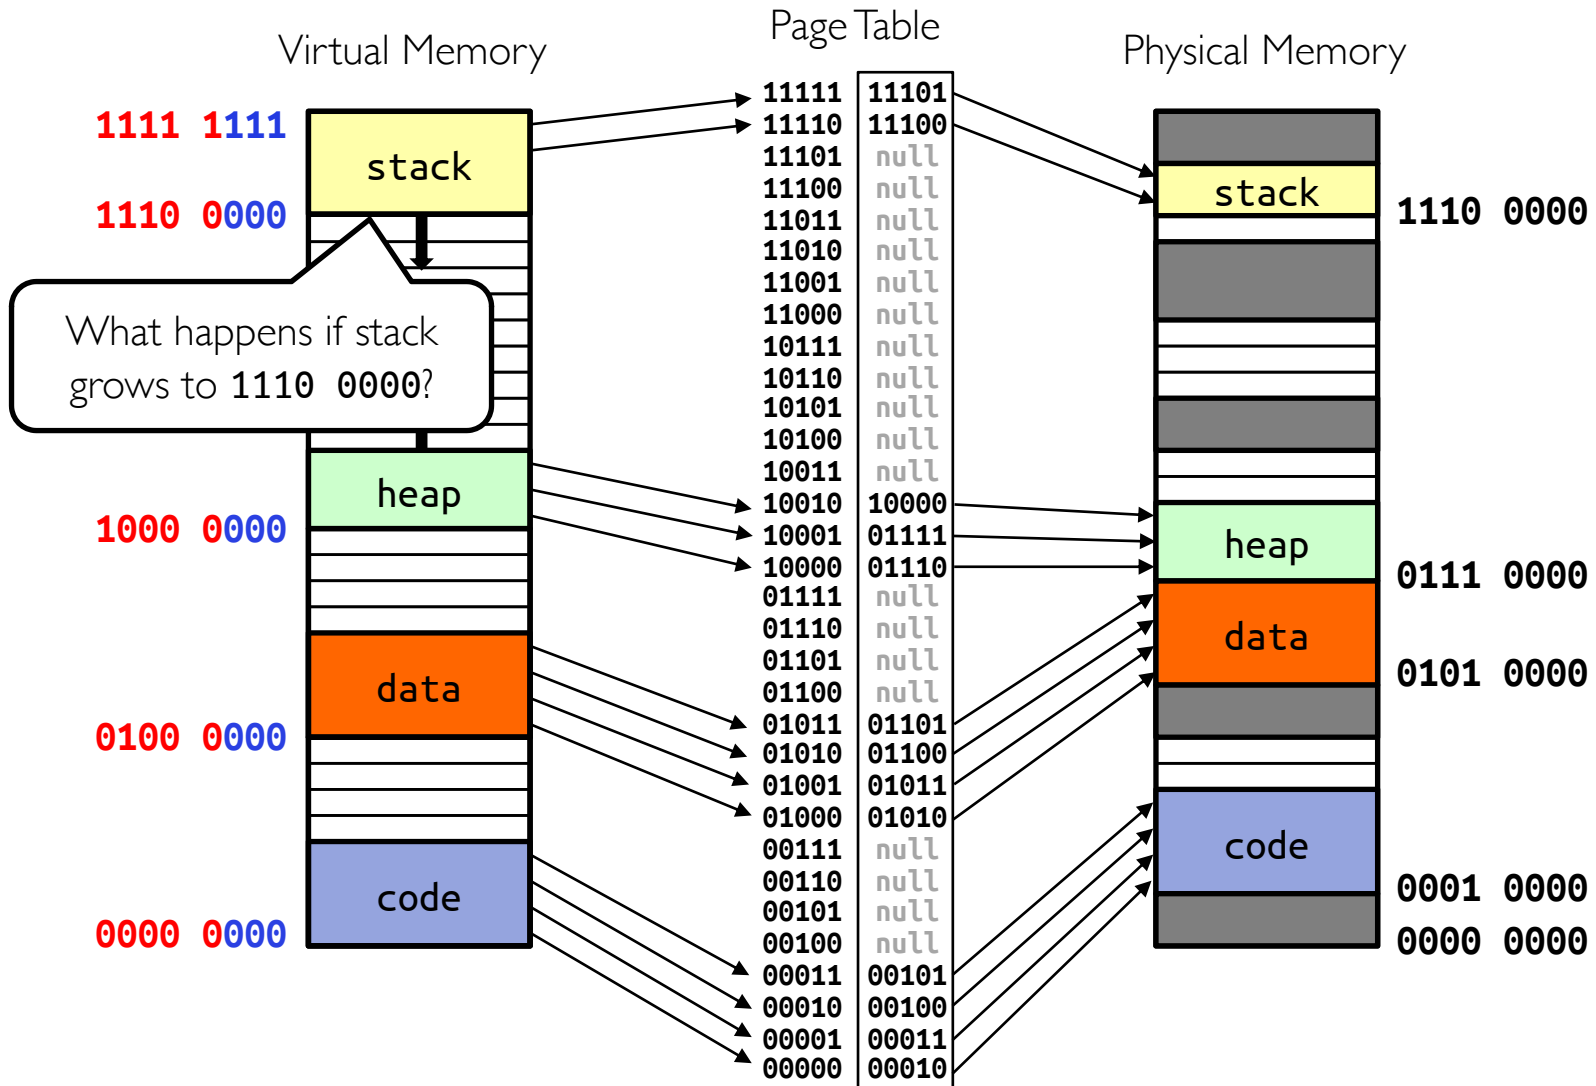 Page Table
Virtual Memory
Physical Memory
1111 1111
stack
1110 0000
What happens if stack
grows to 1110 0000?
heap
1000 0000
data
0100 0000
code
0000 0000
11111 11101
11110 11100
11101 null
11100 null
11011 null
11010 null
11001 null
11000 null
10111 null
10110 null
10101 null
10100 null
10011 null
10010 10000
10001 01111
10000 01110
01111 null
01110 null
01101 null
01100 null
01011 01101
01010 01100
01001 01011
01000 01010
00111 null
00110 null
00101 null
00100 null
00011 00101
00010 00100
00001 00011
00000 00010
stack
1110 0000
heap
0111 0000
data
0101 0000
code
0001 0000
0000 0000